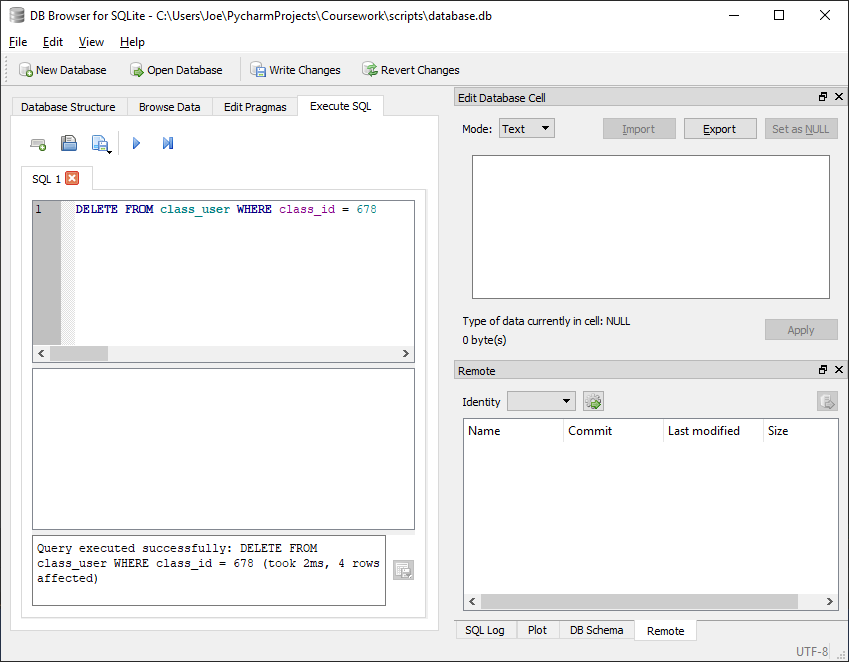 DB Browser for SQLite - C:\Users\Joe\PycharmProjects\Coursework\scripts\database.db
File Edit View Help
New Database Open Database Write Changes Revert Changes
Database Structure Browse Data Edit Pragmas Execute SQL
SQL 1
1 DELETE FROM class_user WHERE class_id = 678
Query executed successfully: DELETE FROM
class_user WHERE class_id = 678 (took 2ms, 4 rows
affected)
Edit Database Cell
Mode: Text Import Export Set as NULL
Type of data currently in cell: NULL
0 byte(s)
Apply
Remote
Identity
Name Commit Last modified Size
SQL Log Plot DB Schema Remote
UTF-8